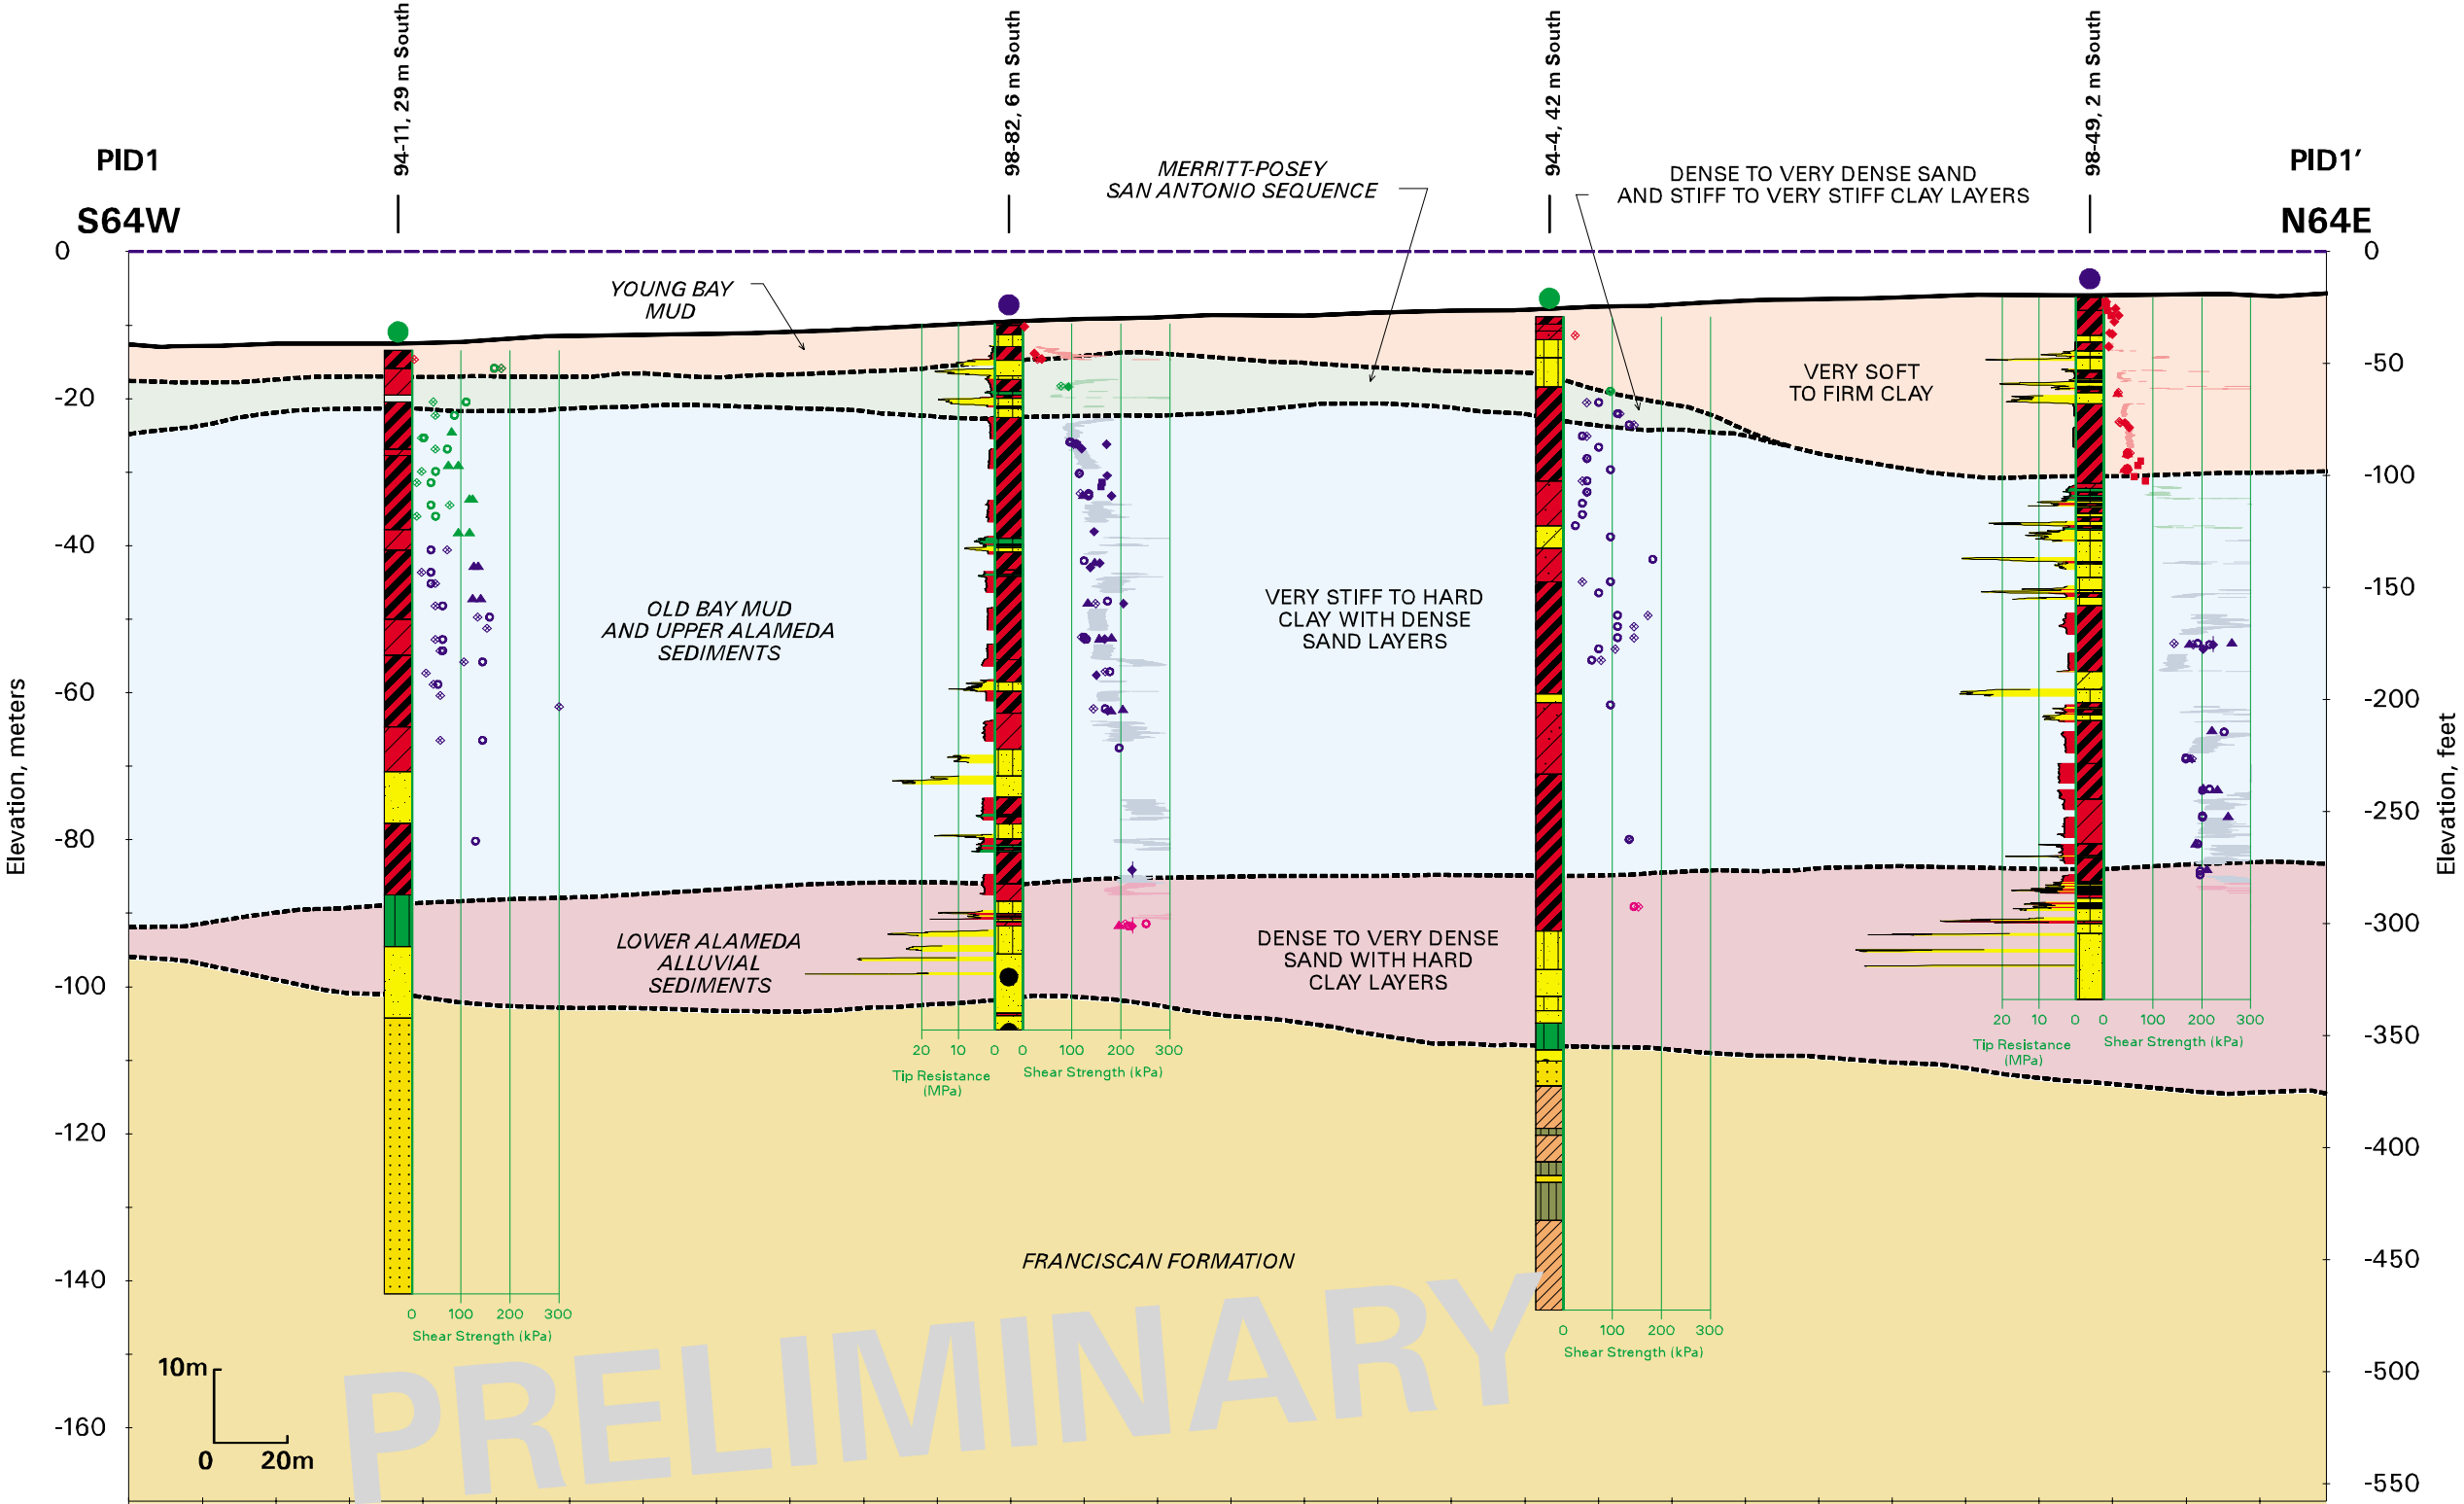 94-11, 29 m South
98-82, 6 m South
94-4, 42 m South
98-49, 2 m South
PID1
PID1′
S64W
N64E
MERRITT-POSEY
SAN ANTONIO SEQUENCE
DENSE TO VERY DENSE SAND
AND STIFF TO VERY STIFF CLAY LAYERS
0
0
YOUNG BAY
MUD
-50
VERY SOFT
TO FIRM CLAY
-20
-100
-40
-150
OLD BAY MUD
AND UPPER ALAMEDA
SEDIMENTS
VERY STIFF TO HARD
CLAY WITH DENSE
SAND LAYERS
-60
-200
Elevation, meters
Elevation, feet
-250
-80
-300
LOWER ALAMEDA
ALLUVIAL
SEDIMENTS
DENSE TO VERY DENSE
SAND WITH HARD
CLAY LAYERS
-100
20 10 0 0 100 200 300
Tip Resistance
(MPa)
Shear Strength (kPa)
-350
20 10 0 0 100 200 300
Tip Resistance
(MPa)
Shear Strength (kPa)
-120
-400
-450
FRANCISCAN FORMATION
-140
0 100 200 300
Shear Strength (kPa)
0 100 200 300
Shear Strength (kPa)
PRELIMINARY
10m
-500
-160
0 20m
-550